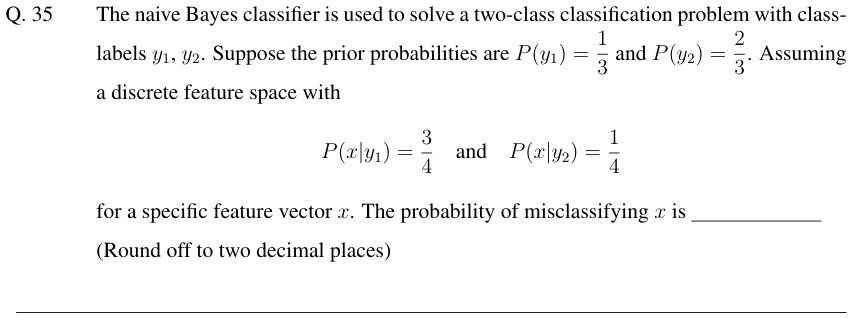 Q. 35 The naive Bayes classifier is used to solve a two-class classification problem with class-
labels y₁, y₂. Suppose the prior probabilities are P(y₁) = 1/3 and P(y₂) = 2/3. Assuming
a discrete feature space with
P(x|y₁) = 3/4 and P(x|y₂) = 1/4
for a specific feature vector x. The probability of misclassifying x is ____________
(Round off to two decimal places)